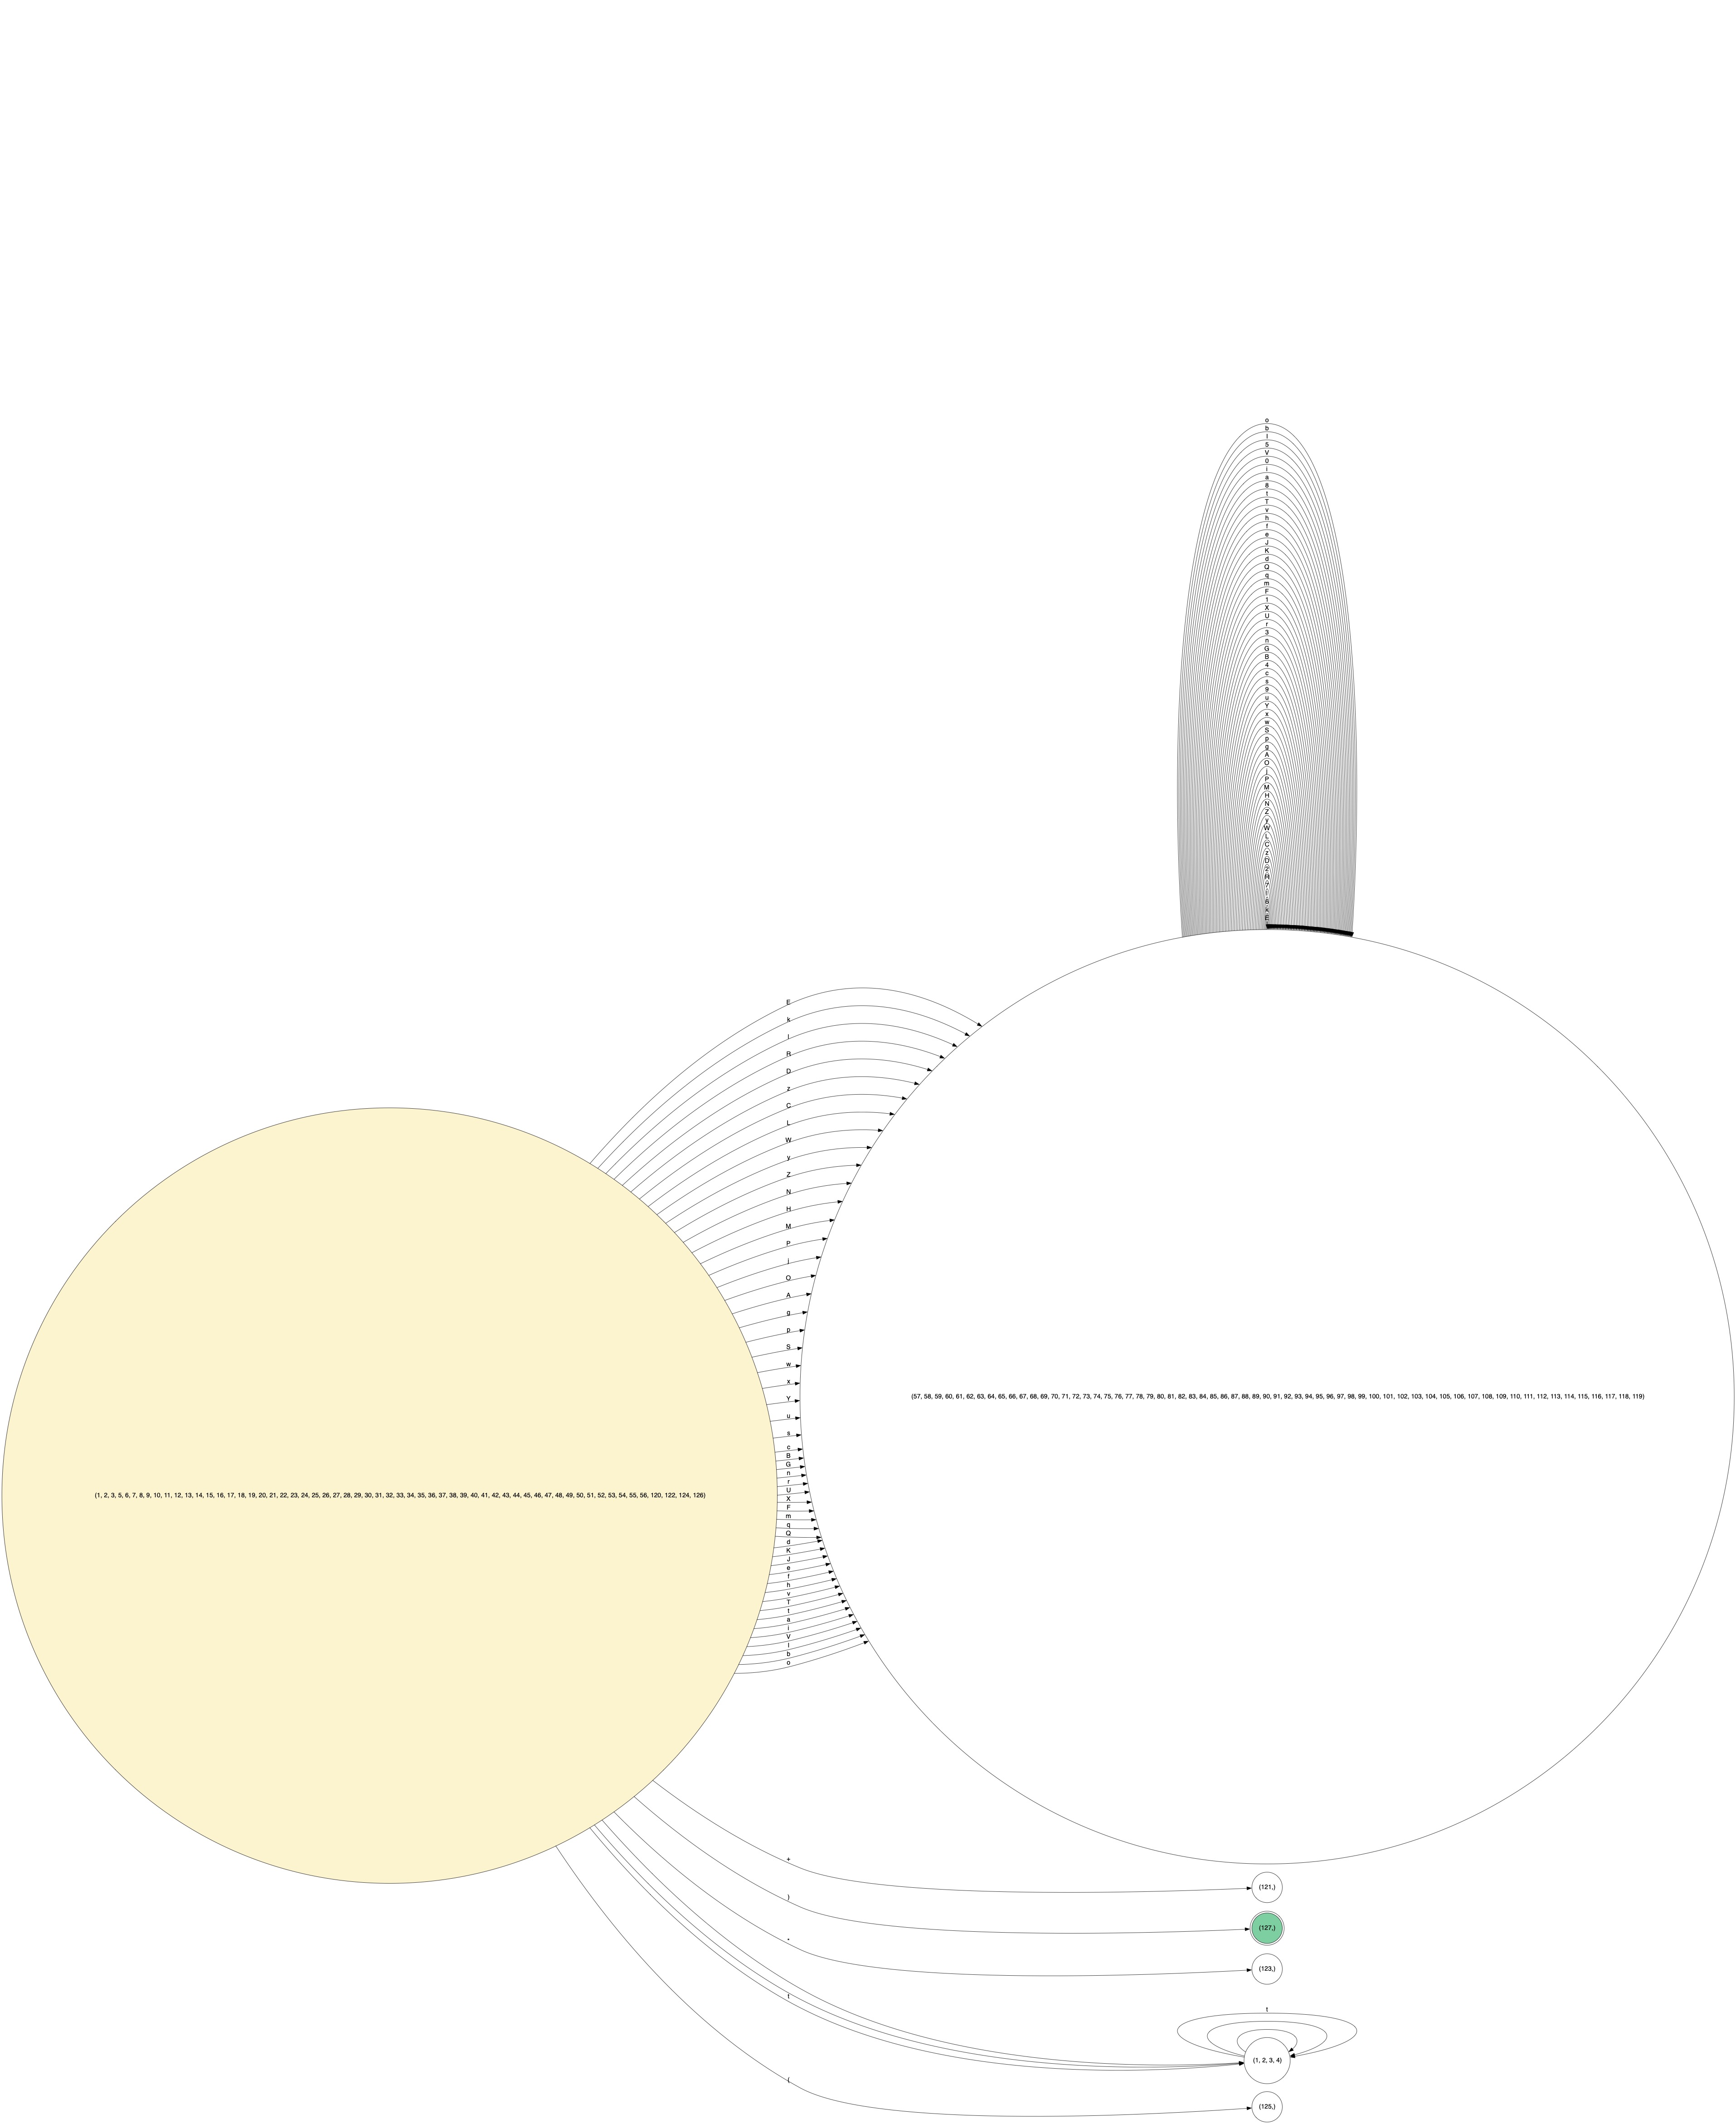 o
b
l
5
V
0
i
a
8
t
T
v
h
f
e
J
K
d
Q
q
m
F
1
X
U
r
3
n
G
B
4
c
s
9
u
Y
x
w
S
p
g
A
O
j
P
M
H
N
Z
y
W
L
C
z
D
2
R
7
I
6
k
E
E
k
I
R
D
z
C
L
W
y
Z
N
H
M
P
j
O
A
g
p
S
w
x
Y
u
s
c
B
G
n
r
U
X
F
m
q
Q
d
K
J
e
f
h
v
T
t
a
i
V
l
b
o
(57, 58, 59, 60, 61, 62, 63, 64, 65, 66, 67, 68, 69, 70, 71, 72, 73, 74, 75, 76, 77, 78, 79, 80, 81, 82, 83, 84, 85, 86, 87, 88, 89, 90, 91, 92, 93, 94, 95, 96, 97, 98, 99, 100, 101, 102, 103, 104, 105, 106, 107, 108, 109, 110, 111, 112, 113, 114, 115, 116, 117, 118, 119)
(1, 2, 3, 5, 6, 7, 8, 9, 10, 11, 12, 13, 14, 15, 16, 17, 18, 19, 20, 21, 22, 23, 24, 25, 26, 27, 28, 29, 30, 31, 32, 33, 34, 35, 36, 37, 38, 39, 40, 41, 42, 43, 44, 45, 46, 47, 48, 49, 50, 51, 52, 53, 54, 55, 56, 120, 122, 124, 126)
+
(121,)
)
(127,)
(123,)
t
t
(1, 2, 3, 4)
(
(125,)